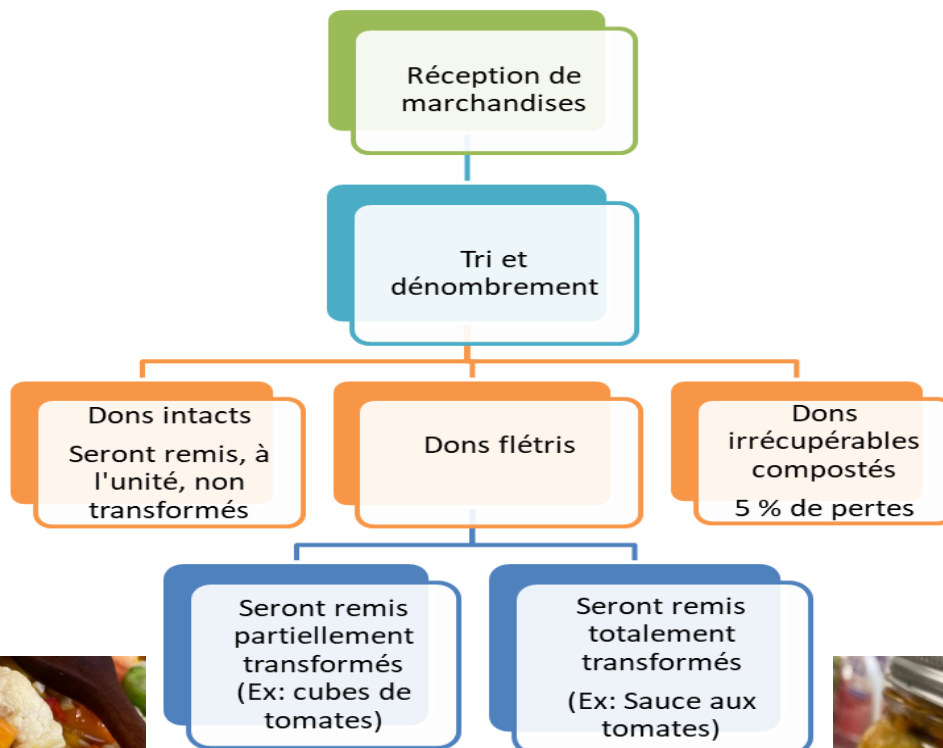 Réception de
marchandises
Tri et
dénombrement
Dons intacts
Seront remis, à
l'unité, non
transformés
Dons flétris
Dons
irrécupérables
compostés
5 % de pertes
Seront remis
partiellement
transformés
(Ex: cubes de
tomates)
Seront remis
totalement
transformés
(Ex: Sauce aux
tomates)